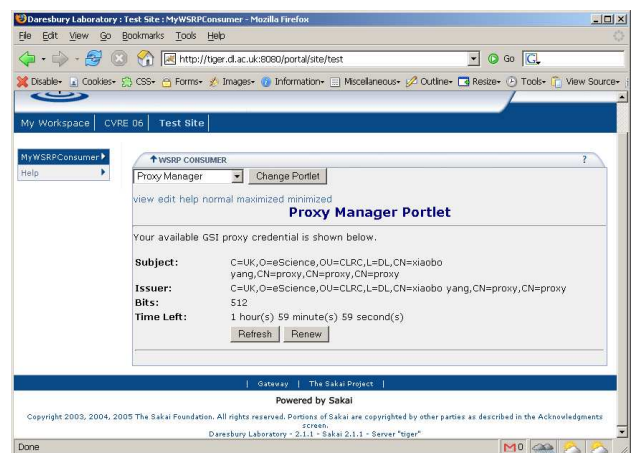 Daresbury Laboratory : Test Site : MyWSRPConsumer - Mozilla Firefox
File Edit View Go Bookmarks Tools Help
http://tiger.dl.ac.uk:8080/portal/site/test Go G
Disable Cookies CSS Forms Images Information Miscellaneous Outline Resize Tools View Source
My Workspace CVRE 06 Test Site
MyWSRPConsumer
Help
WSRP CONSUMER ?
Proxy Manager Change Portlet
view edit help normal maximized minimized
Proxy Manager Portlet
Your available GSI proxy credential is shown below.
Subject: C=UK,O=eScience,OU=CLRC,L=DL,CN=xiaobo
yang,CN=proxy,CN=proxy,CN=proxy
Issuer: C=UK,O=eScience,OU=CLRC,L=DL,CN=xiaobo yang,CN=proxy,CN=proxy
Bits: 512
Time Left: 1 hour(s) 59 minute(s) 59 second(s)
Refresh Renew
| Gateway | The Sakai Project |
Powered by Sakai
Copyright 2003, 2004, 2005 The Sakai Foundation. All rights reserved. Portions of Sakai are copyrighted by other parties as described in the Acknowledgments
screen.
Daresbury Laboratory - 2.1.1 - Sakai 2.1.1 - Server "tiger"
Done M 0